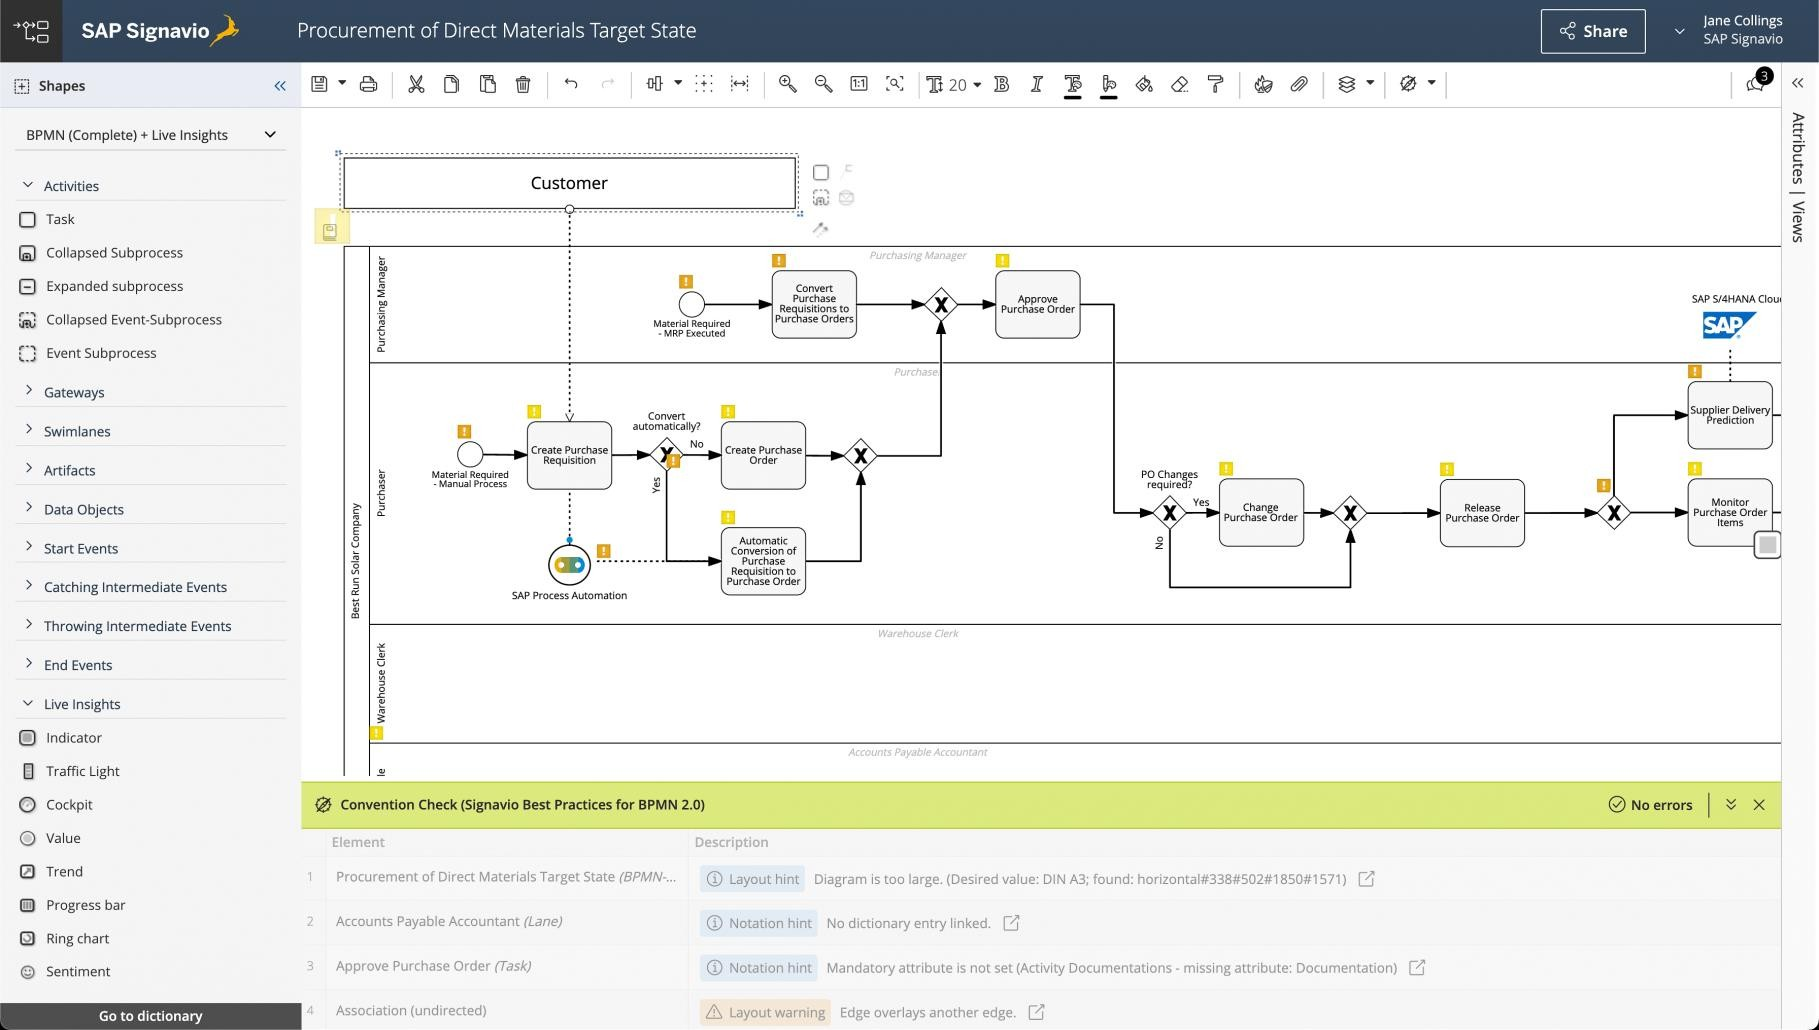 SAP Signavio
Procurement of Direct Materials Target State
Share
Jane Collings
SAP Signavio
Shapes
20
B
I
1:1
3
Attributes | Views
BPMN (Complete) + Live Insights
Activities
Task
Collapsed Subprocess
Expanded subprocess
Collapsed Event-Subprocess
Event Subprocess
Gateways
Swimlanes
Artifacts
Data Objects
Start Events
Catching Intermediate Events
Throwing Intermediate Events
End Events
Live Insights
Indicator
Traffic Light
Cockpit
Value
Trend
Progress bar
Ring chart
Sentiment
Go to dictionary
Customer
Best Run Solar Company
Purchasing Manager
Purchasing Manager
Material Required
- MRP Executed
Convert
Purchase
Requisitions to
Purchase Orders
Approve
Purchase Order
SAP S/4HANA Clou
SAP
Purchaser
Purchaser
Material Required
- Manual Process
Create Purchase
Requisition
Convert
automatically?
No
Yes
Create Purchase
Order
Automatic
Conversion of
Purchase
Requisition to
Purchase Order
SAP Process Automation
PO Changes
required?
Yes
No
Change
Purchase Order
Release
Purchase Order
Supplier Delivery
Prediction
Monitor
Purchase Order
Items
Warehouse Clerk
Warehouse Clerk
Accounts Payable Accountant
le
Convention Check (Signavio Best Practices for BPMN 2.0)
No errors
Element
Description
1
Procurement of Direct Materials Target State (BPMN-...
Layout hint
Diagram is too large. (Desired value: DIN A3; found: horizontal#338#502#1850#1571)
2
Accounts Payable Accountant (Lane)
Notation hint
No dictionary entry linked.
3
Approve Purchase Order (Task)
Notation hint
Mandatory attribute is not set (Activity Documentations - missing attribute: Documentation)
4
Association (undirected)
Layout warning
Edge overlays another edge.